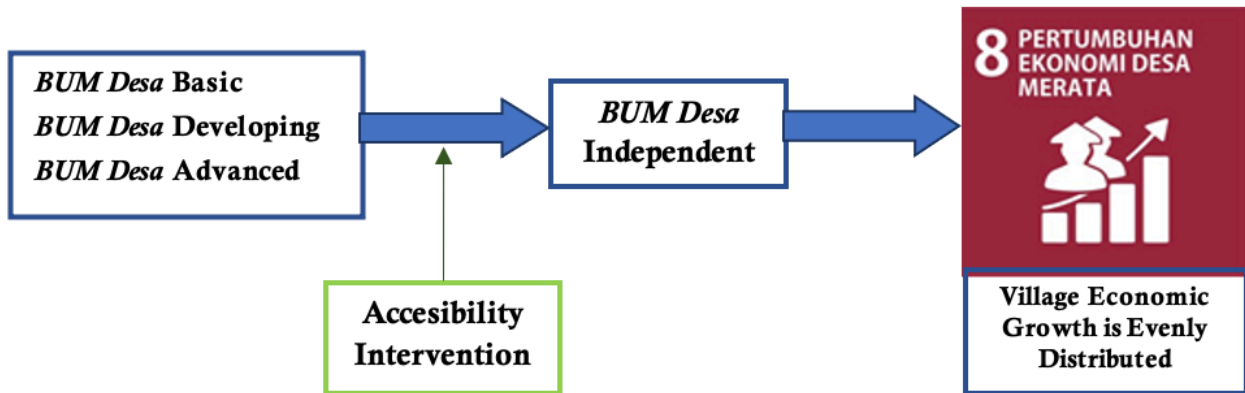 BUM Desa Basic
BUM Desa Developing
BUM Desa Advanced
Accesibility
Intervention
BUM Desa
Independent
8 PERTUMBUHAN
EKONOMI DESA
MERATA
Village Economic
Growth is Evenly
Distributed